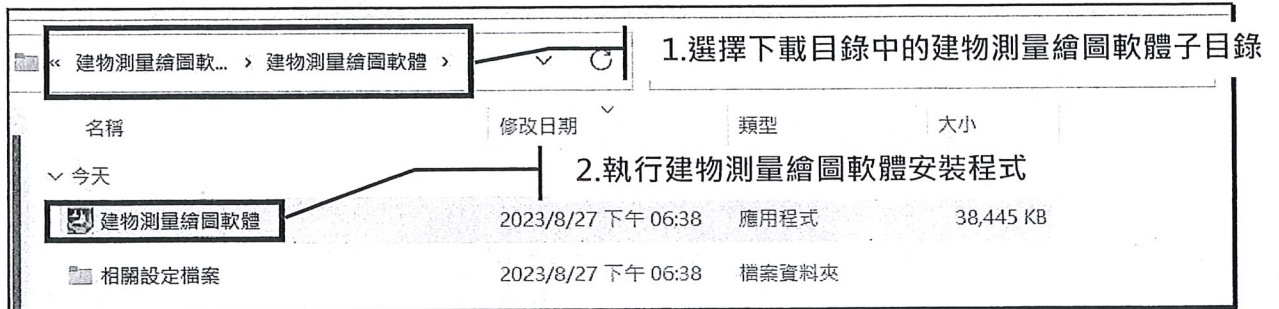 « 建物測量繪圖軟... › 建物測量繪圖軟體 ›
1.選擇下載目錄中的建物測量繪圖軟體子目錄
名稱 修改日期 類型 大小
今天
2.執行建物測量繪圖軟體安裝程式
建物測量繪圖軟體 2023/8/27 下午 06:38 應用程式 38,445 KB
相關設定檔案 2023/8/27 下午 06:38 檔案資料夾